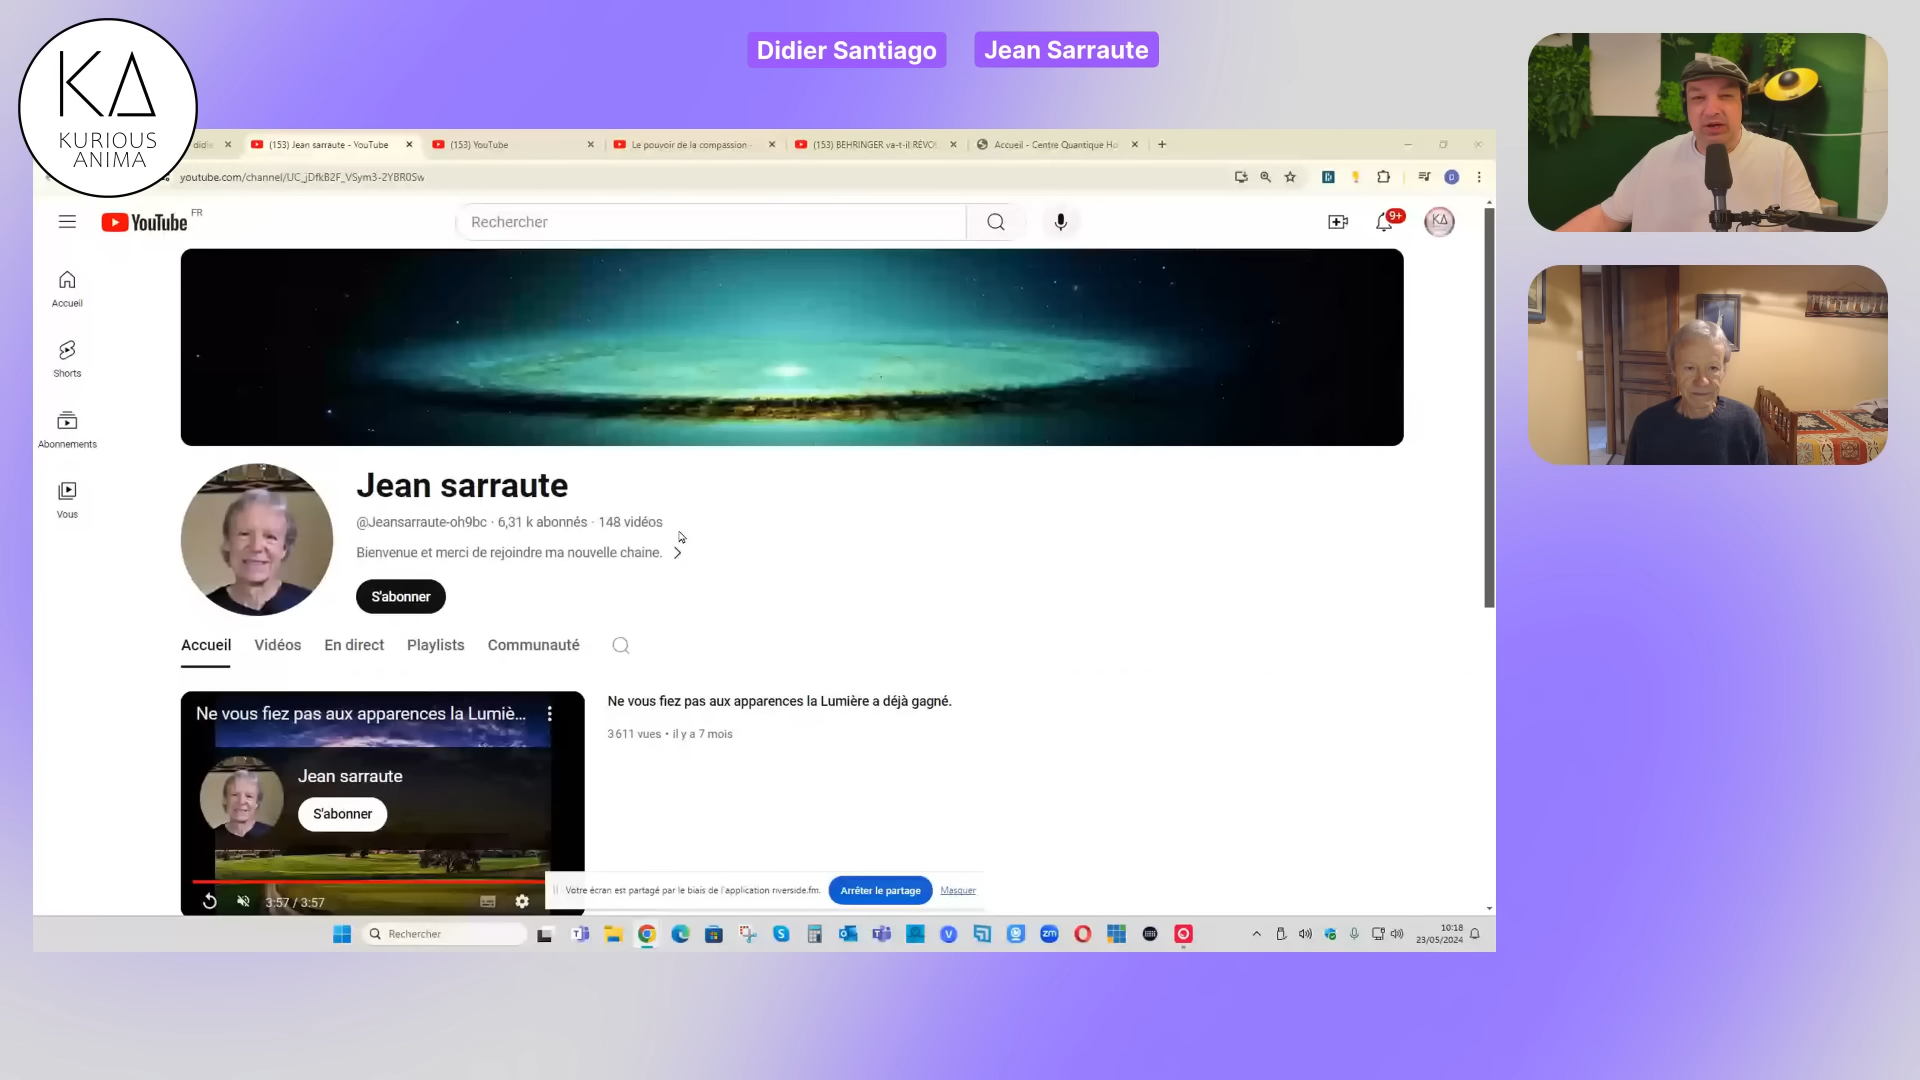 KΔ
KURIOUS
ANIMA
Didier Santiago
Jean Sarraute
didie
(153) Jean sarraute - YouTube
(153) YouTube
Le pouvoir de la compassion -
(153) BEHRINGER va-t-il RÉVO
Accueil - Centre Quantique Ho
youtube.com/channel/UC_jDfkB2F_VSym3-2YBR0Sw
YouTube FR
Rechercher
9+
KΔ
Accueil
Shorts
Abonnements
Vous
Jean sarraute
@Jeansarraute-oh9bc · 6,31 k abonnés · 148 vidéos
Bienvenue et merci de rejoindre ma nouvelle chaine.
S'abonner
Accueil
Vidéos
En direct
Playlists
Communauté
Ne vous fiez pas aux apparences la Lumiè...
Jean sarraute
S'abonner
3:57 / 3:57
Ne vous fiez pas aux apparences la Lumière a déjà gagné.
3 611 vues • il y a 7 mois
Votre écran est partagé par le biais de l'application riverside.fm.
Arrêter le partage
Masquer
Rechercher
zm
10:18
23/05/2024